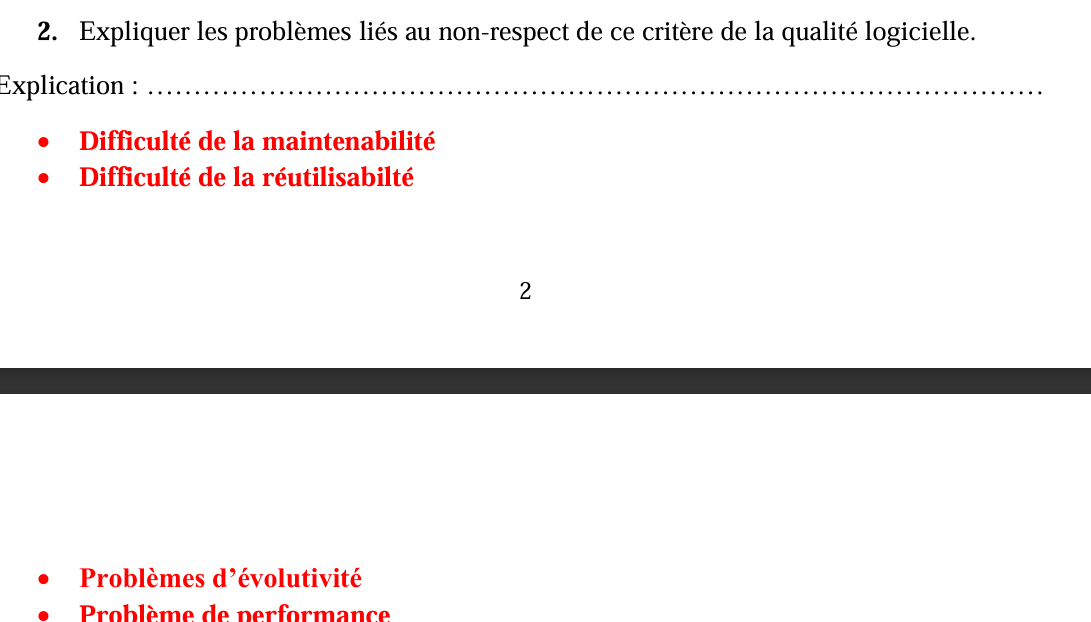 2. Expliquer les problèmes liés au non-respect de ce critère de la qualité logicielle.
Explication : ……………………………………………………………………………………
• Difficulté de la maintenabilité
• Difficulté de la réutilisabilté
2
• Problèmes d’évolutivité
• Problème de performance